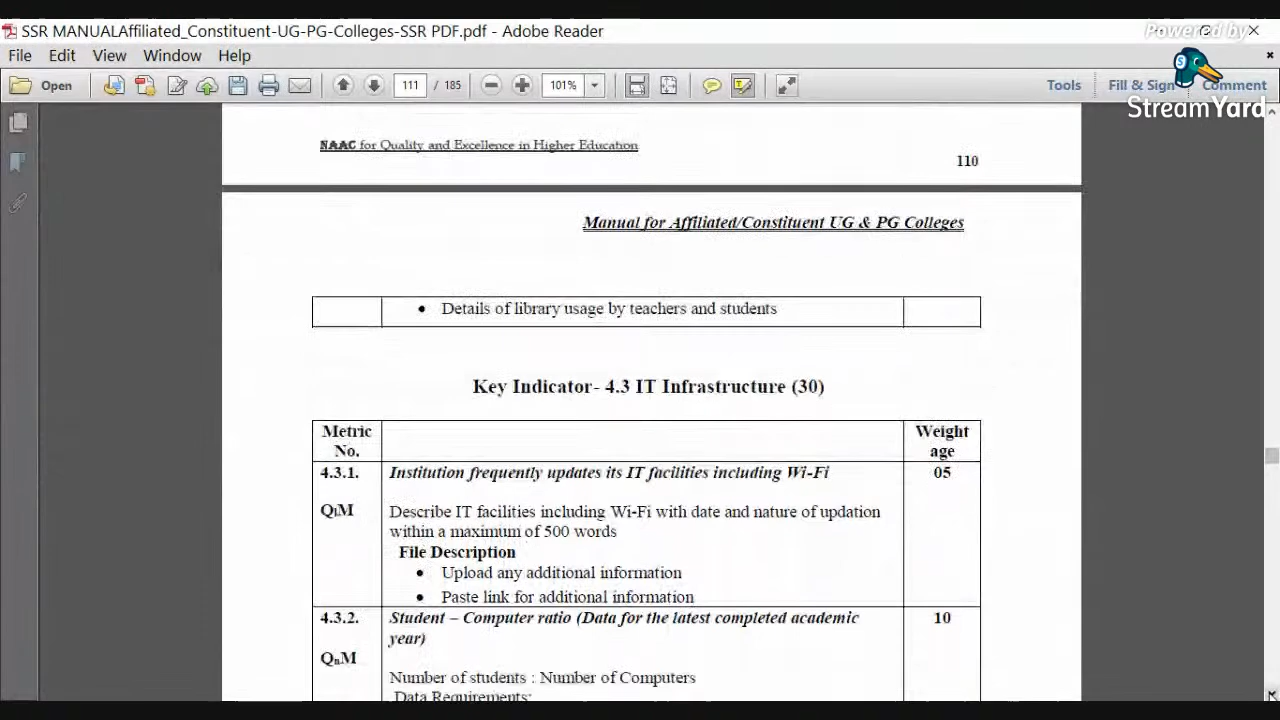 SSR MANUALAffiliated_Constituent-UG-PG-Colleges-SSR PDF.pdf - Adobe Reader
Powered by
File Edit View Window Help
Open 111 / 185 101% Tools Fill & Sign Comment
StreamYard
NAAC for Quality and Excellence in Higher Education
110
Manual for Affiliated/Constituent UG & PG Colleges
• Details of library usage by teachers and students
Key Indicator- 4.3 IT Infrastructure (30)
Metric No. Weight age
4.3.1. Institution frequently updates its IT facilities including Wi-Fi 05
QlM Describe IT facilities including Wi-Fi with date and nature of updation
within a maximum of 500 words
File Description
• Upload any additional information
• Paste link for additional information
4.3.2. Student – Computer ratio (Data for the latest completed academic 10
year)
QnM
Number of students : Number of Computers
Data Requirements: